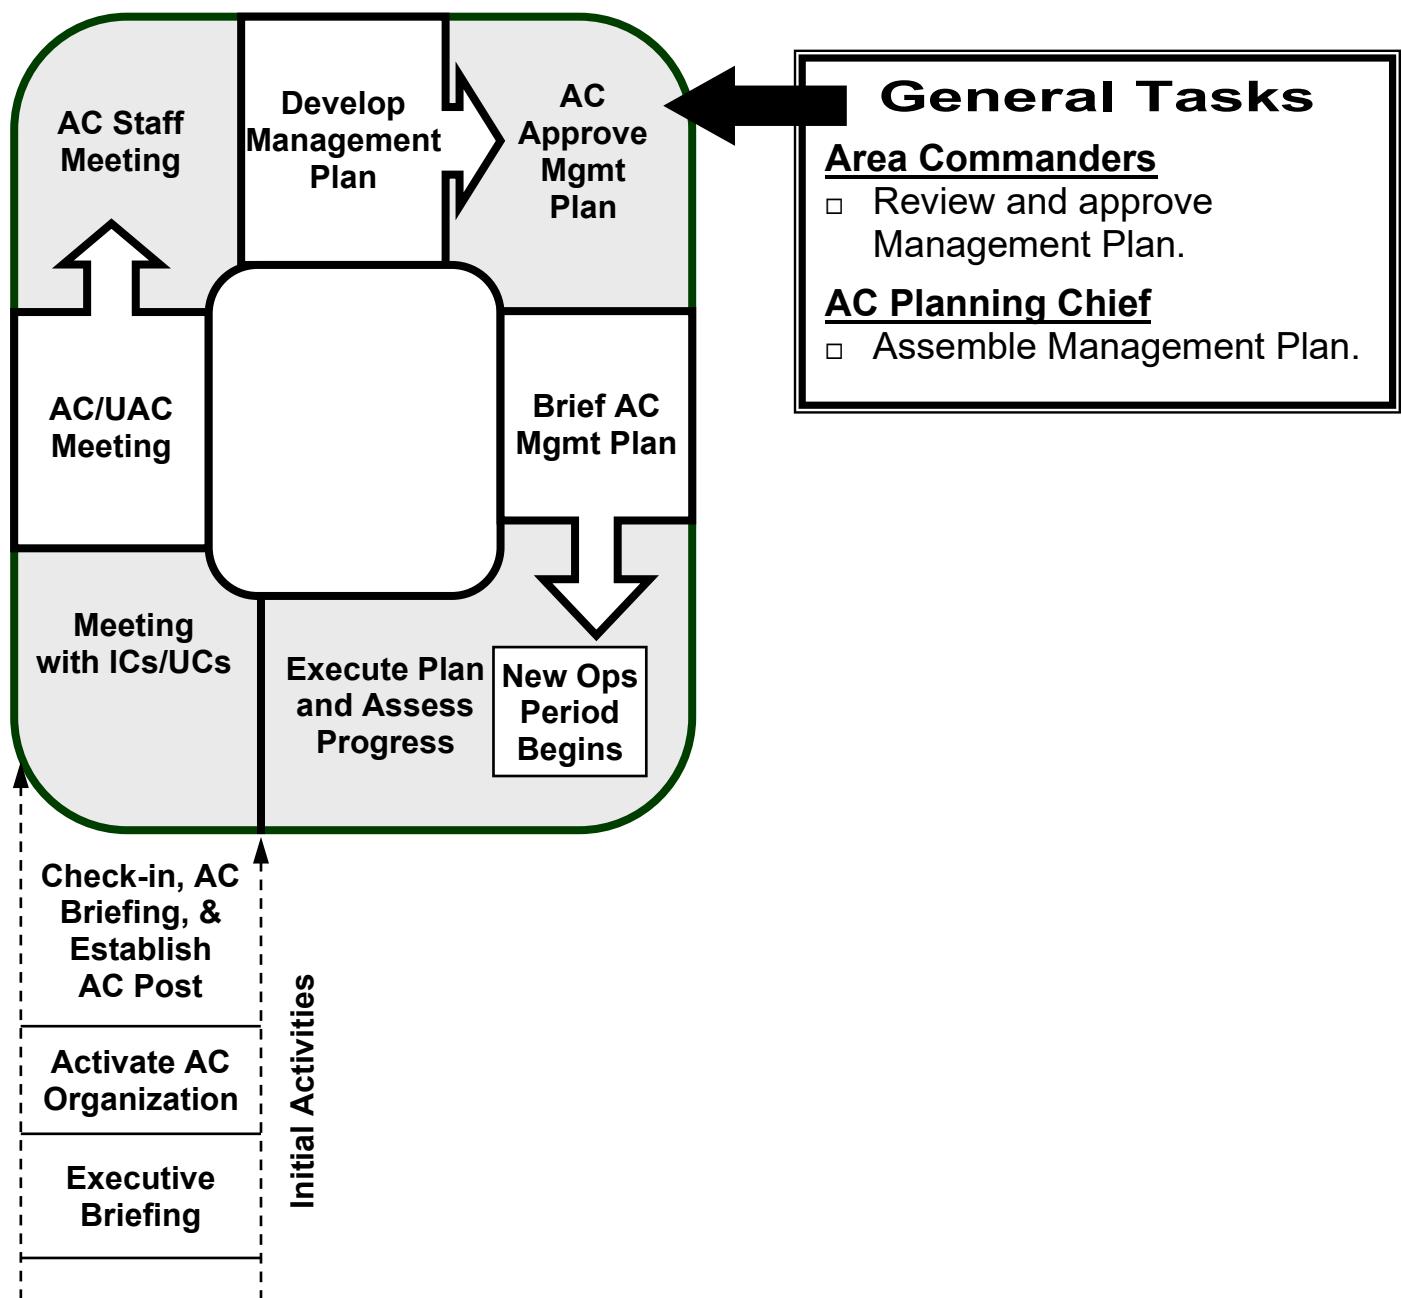 AC Staff
Meeting
Develop
Management
Plan
AC
Approve
Mgmt
Plan
General Tasks
Area Commanders
□ Review and approve
Management Plan.
AC Planning Chief
□ Assemble Management Plan.
AC/UAC
Meeting
Brief AC
Mgmt Plan
Meeting
with ICs/UCs
Execute Plan
and Assess
Progress
New Ops
Period
Begins
Check-in, AC
Briefing, &
Establish
AC Post
Activate AC
Organization
Executive
Briefing
Initial Activities